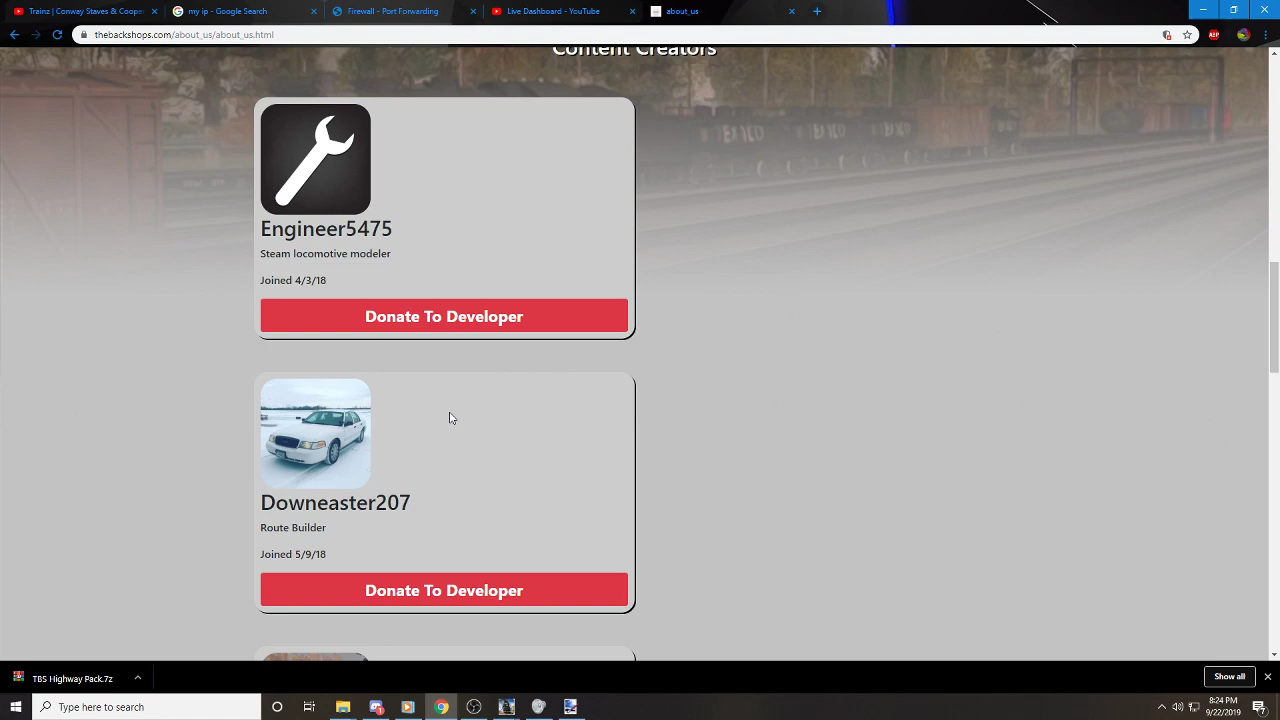 Trainz | Conway Staves & Cooper
my ip - Google Search
Firewall - Port Forwarding
Live Dashboard - YouTube
about_us
thebackshops.com/about_us/about_us.html
ABP
Content Creators
Engineer5475
Steam locomotive modeler
Joined 4/3/18
Donate To Developer
Downeaster207
Route Builder
Joined 5/9/18
Donate To Developer
TBS Highway Pack.7z
Show all
Type here to search
8:24 PM
9/22/2019